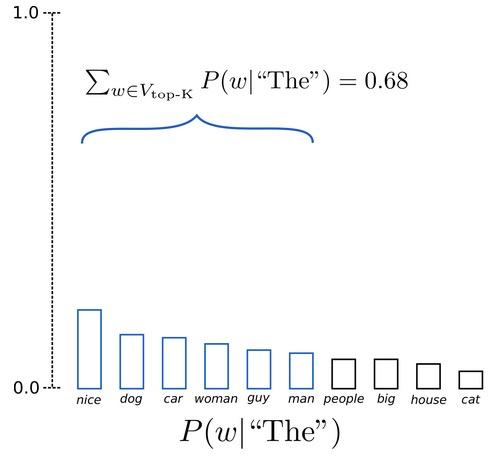 1.0
∑w∈Vtop-K P(w|“The”) = 0.68
0.0
nice dog car woman guy man people big house cat
P(w|“The”)